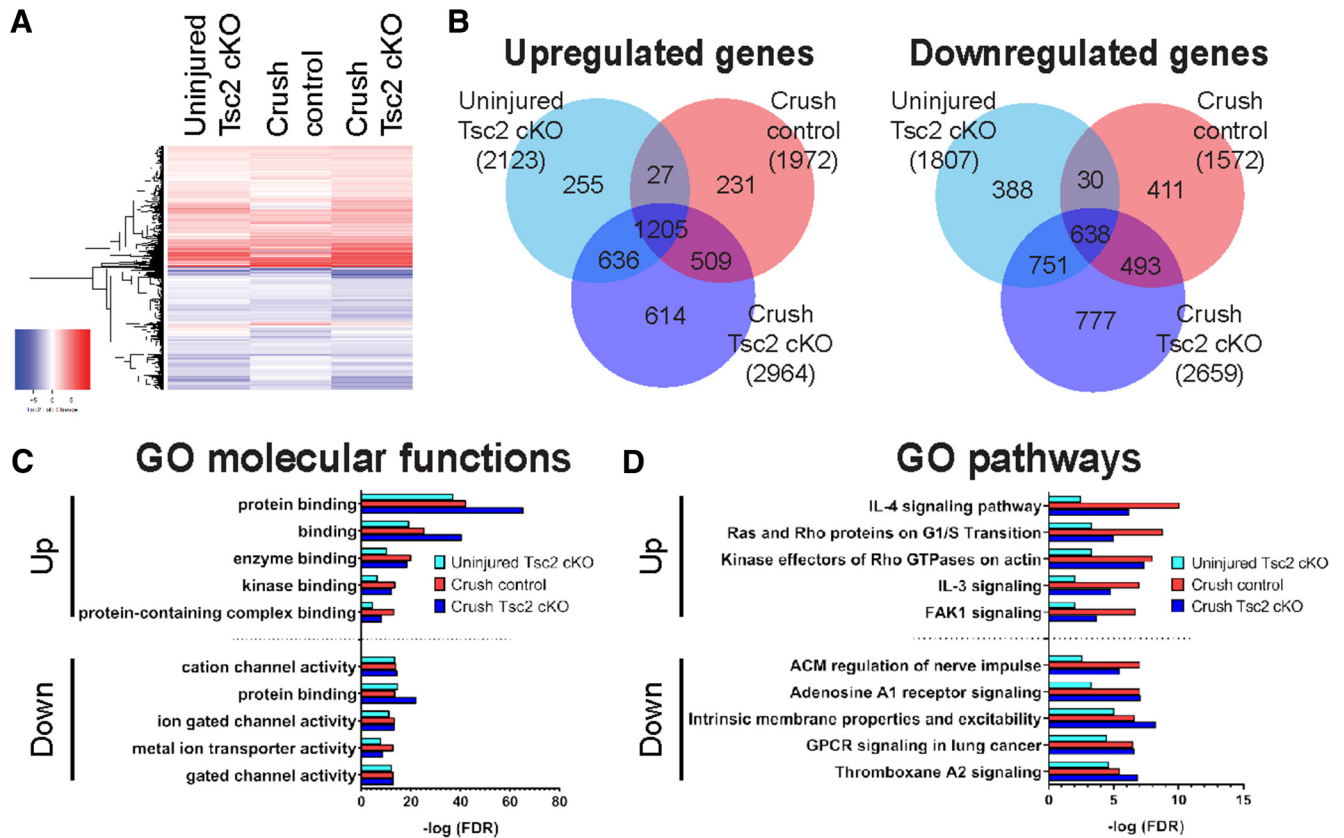 A
Uninjured
Tsc2 cKO
Crush
control
Crush
Tsc2 cKO
-5 0 5
B
Upregulated genes
Uninjured
Tsc2 cKO
(2123)
Crush
control
(1972)
255
27
231
1205
636
509
614
Crush
Tsc2 cKO
(2964)
Downregulated genes
Uninjured
Tsc2 cKO
(1807)
Crush
control
(1572)
388
30
411
638
751
493
777
Crush
Tsc2 cKO
(2659)
C
GO molecular functions
Up
protein binding
binding
enzyme binding
kinase binding
protein-containing complex binding
Uninjured Tsc2 cKO
Crush control
Crush Tsc2 cKO
Down
cation channel activity
protein binding
ion gated channel activity
metal ion transporter activity
gated channel activity
0 20 40 60 80
-log (FDR)
D
GO pathways
Up
IL-4 signaling pathway
Ras and Rho proteins on G1/S Transition
Kinase effectors of Rho GTPases on actin
IL-3 signaling
FAK1 signaling
Uninjured Tsc2 cKO
Crush control
Crush Tsc2 cKO
Down
ACM regulation of nerve impulse
Adenosine A1 receptor signaling
Intrinsic membrane properties and excitability
GPCR signaling in lung cancer
Thromboxane A2 signaling
0 5 10 15
-log (FDR)